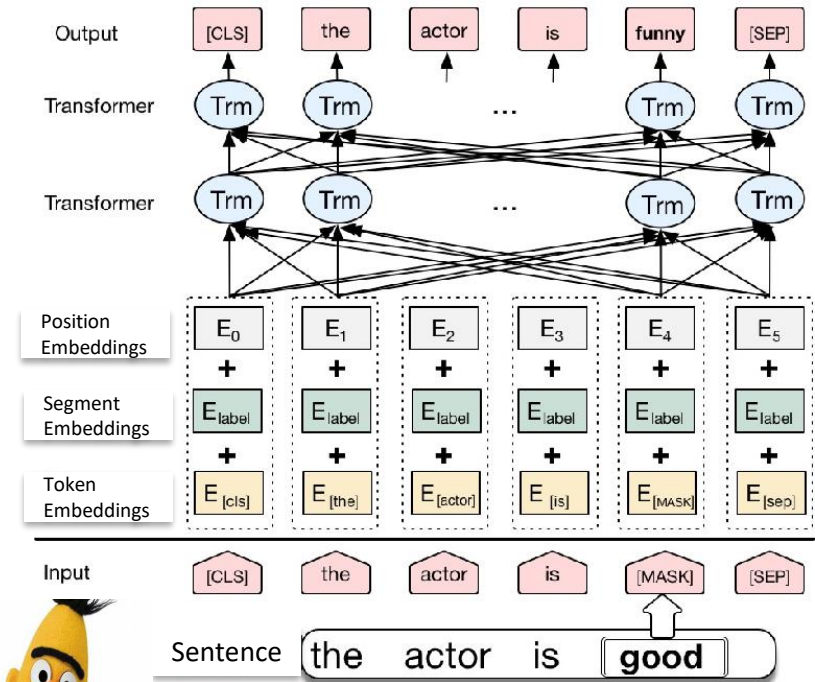 Output [CLS] the actor is funny [SEP]
Transformer Trm Trm ... Trm Trm
Transformer Trm Trm ... Trm Trm
Position
Embeddings
E0 E1 E2 E3 E4 E5
+ + + + + +
Segment
Embeddings
Elabel Elabel Elabel Elabel Elabel Elabel
+ + + + + +
Token
Embeddings
E[cls] E[the] E[actor] E[is] E[MASK] E[sep]
Input [CLS] the actor is [MASK] [SEP]
Sentence the actor is good